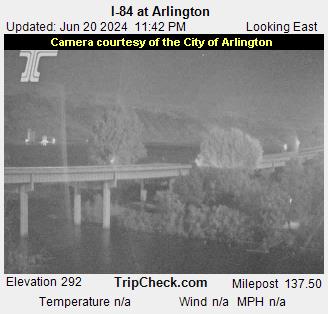 I-84 at Arlington
Updated: Jun 20 2024 11:42 PM Looking East
Camera courtesy of the City of Arlington
Elevation 292 TripCheck.com Milepost 137.50
Temperature n/a Wind n/a MPH n/a